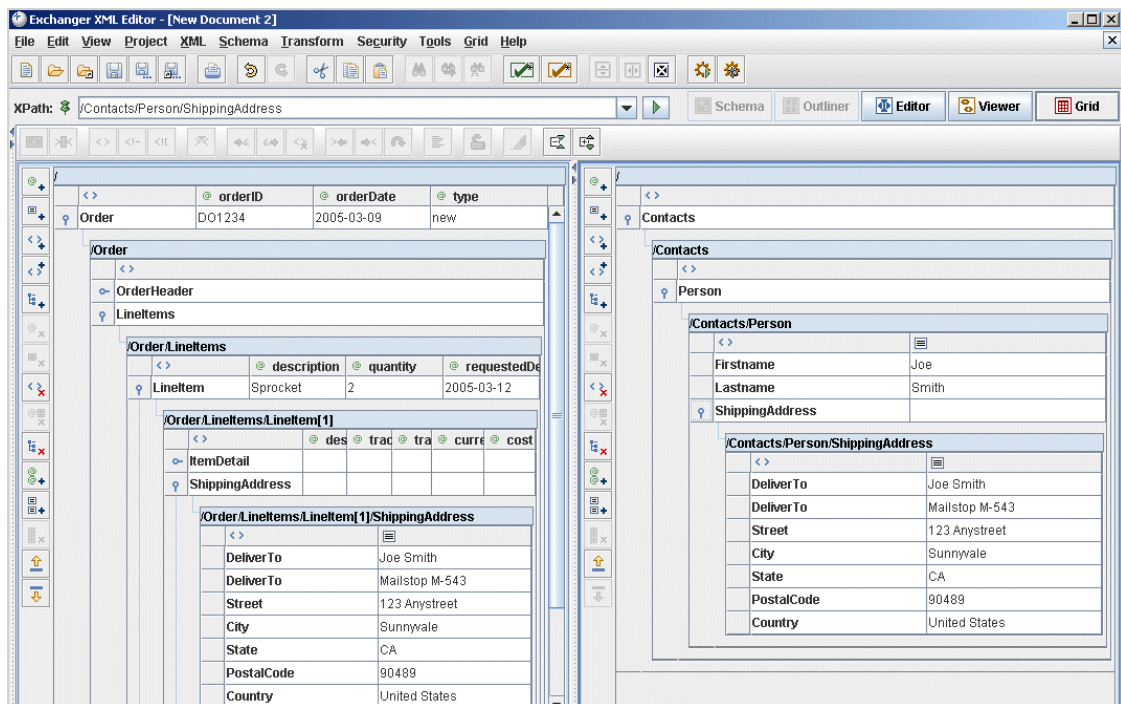 Exchanger XML Editor - [New Document 2]
File Edit View Project XML Schema Transform Security Tools Grid Help
XPath: /Contacts/Person/ShippingAddress
Schema Outliner Editor Viewer Grid
/
<> @ orderID @ orderDate @ type
Order DO1234 2005-03-09 new
/Order
<>
OrderHeader
LineItems
/Order/LineItems
<> @ description @ quantity @ requestedDe
LineItem Sprocket 2 2005-03-12
/Order/LineItems/LineItem[1]
<> @ des @ trac @ tra @ curre @ cost
ItemDetail
ShippingAddress
/Order/LineItems/LineItem[1]/ShippingAddress
<>
DeliverTo Joe Smith
DeliverTo Mailstop M-543
Street 123 Anystreet
City Sunnyvale
State CA
PostalCode 90489
Country United States
/
<>
Contacts
/Contacts
<>
Person
/Contacts/Person
<>
Firstname Joe
Lastname Smith
ShippingAddress
/Contacts/Person/ShippingAddress
<>
DeliverTo Joe Smith
DeliverTo Mailstop M-543
Street 123 Anystreet
City Sunnyvale
State CA
PostalCode 90489
Country United States